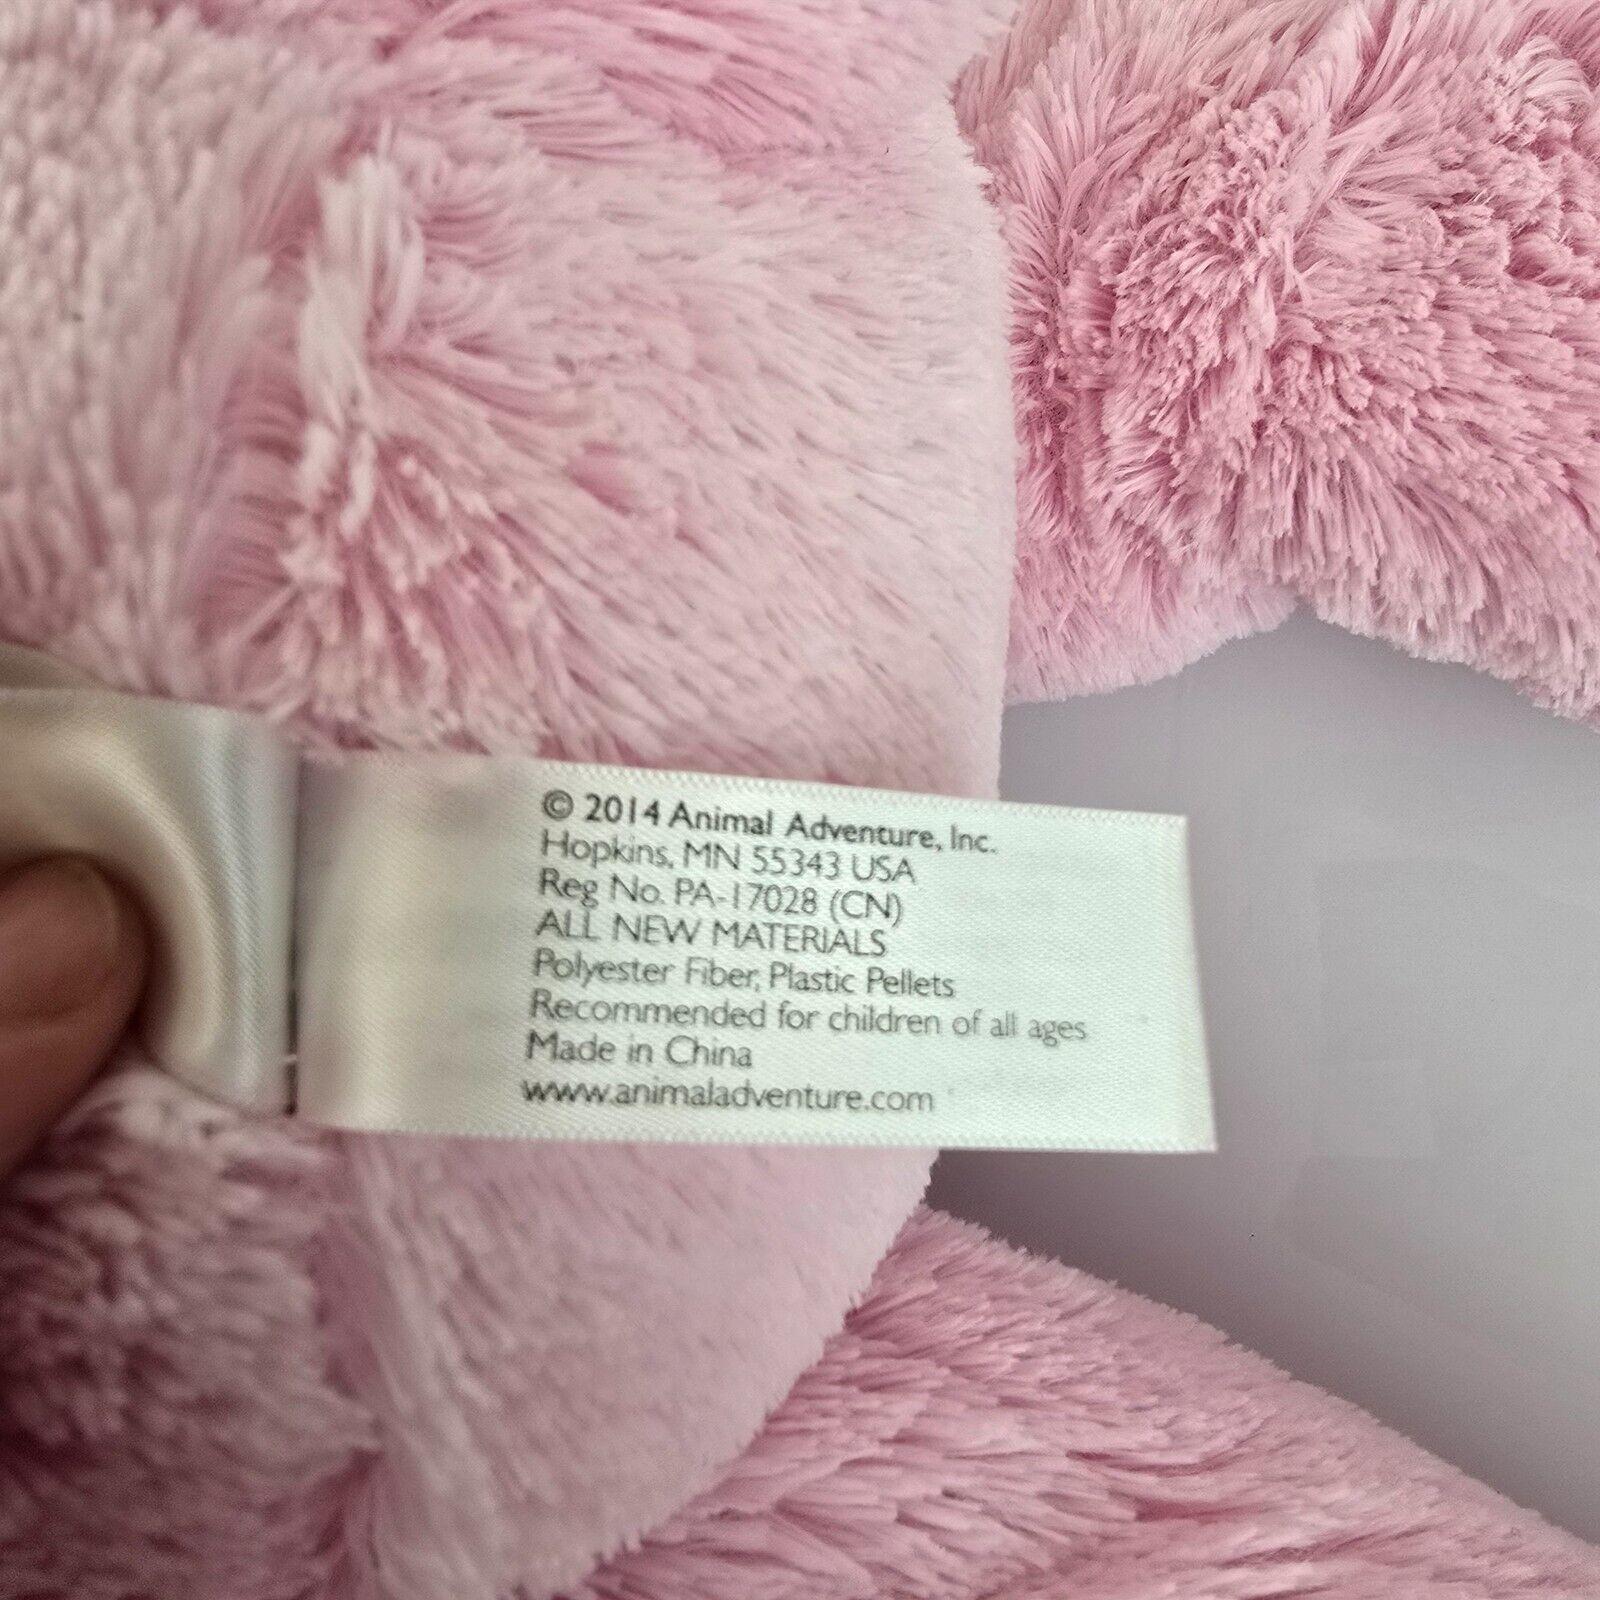 © 2014 Animal Adventure, Inc.
Hopkins, MN 55343 USA
Reg No. PA-17028 (CN)
ALL NEW MATERIALS
Polyester Fiber, Plastic Pellets
Recommended for children of all ages
Made in China
www.animaladventure.com